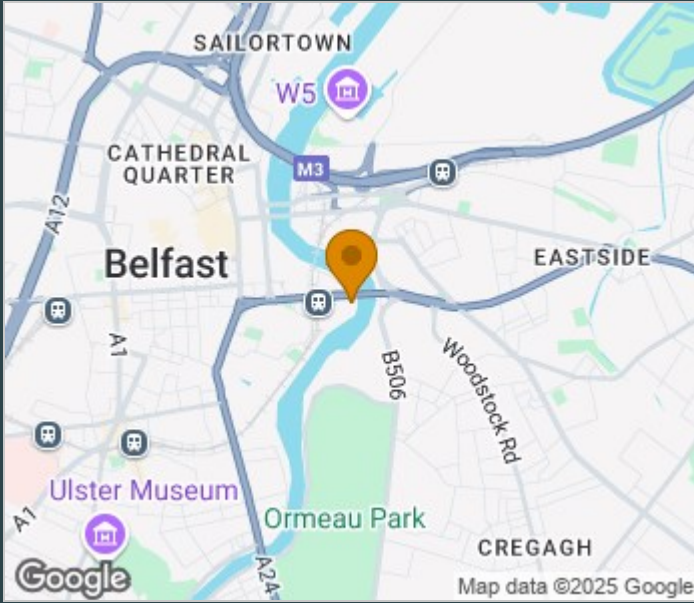 SAILORTOWN
W5
CATHEDRAL
QUARTER
M3
A12
Belfast
EASTSIDE
A1
B506
Woodstock Rd
Ulster Museum
Ormeau Park
A1
CREGAGH
A24
Google
Map data ©2025 Google